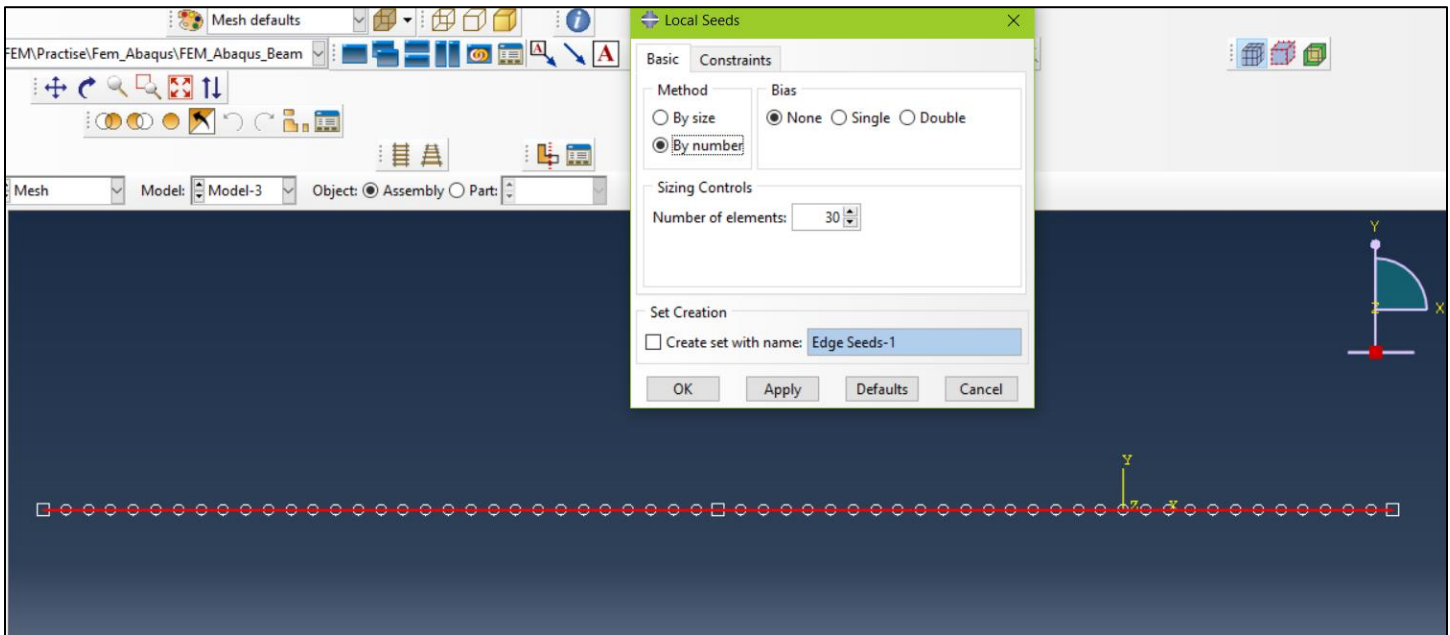 Mesh defaults
FEM\Practise\Fem_Abaqus\FEM_Abaqus_Beam
A
A
Mesh Model: Model-3 Object: Assembly Part:
Local Seeds
Basic Constraints
Method Bias
By size None Single Double
By number
Sizing Controls
Number of elements: 30
Set Creation
Create set with name: Edge Seeds-1
OK Apply Defaults Cancel
Y
Z X
Y
Z X